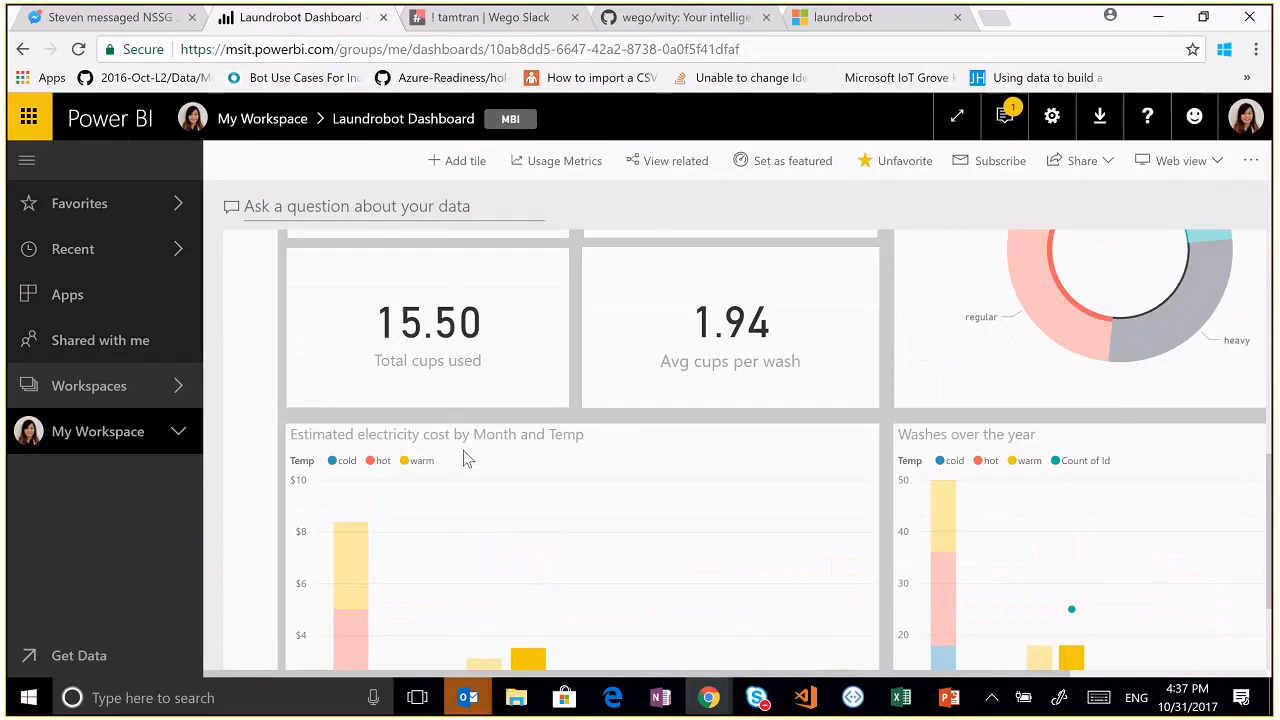 Steven messaged NSSG
Laundrobot Dashboard -
! tamtran | Wego Slack
wego/wity: Your intellige
laundrobot
Secure
https://msit.powerbi.com/groups/me/dashboards/10ab8dd5-6647-42a2-8738-0a0f5f41dfaf
Apps
2016-Oct-L2/Data/M
Bot Use Cases For Ind
Azure-Readiness/hol-
How to import a CSV
Unable to change Ide
Microsoft IoT Grove
JH
Using data to build a
Power BI
My Workspace
Laundrobot Dashboard
MBI
1
?
Add tile
Usage Metrics
View related
Set as featured
Unfavorite
Subscribe
Share
Web view
Favorites
Recent
Apps
Shared with me
Workspaces
My Workspace
Get Data
Ask a question about your data
15.50
Total cups used
1.94
Avg cups per wash
regular
heavy
Estimated electricity cost by Month and Temp
Temp cold hot warm
$10
$8
$6
$4
Washes over the year
Temp cold hot warm Count of Id
50
40
30
20
Type here to search
ENG
4:37 PM
10/31/2017